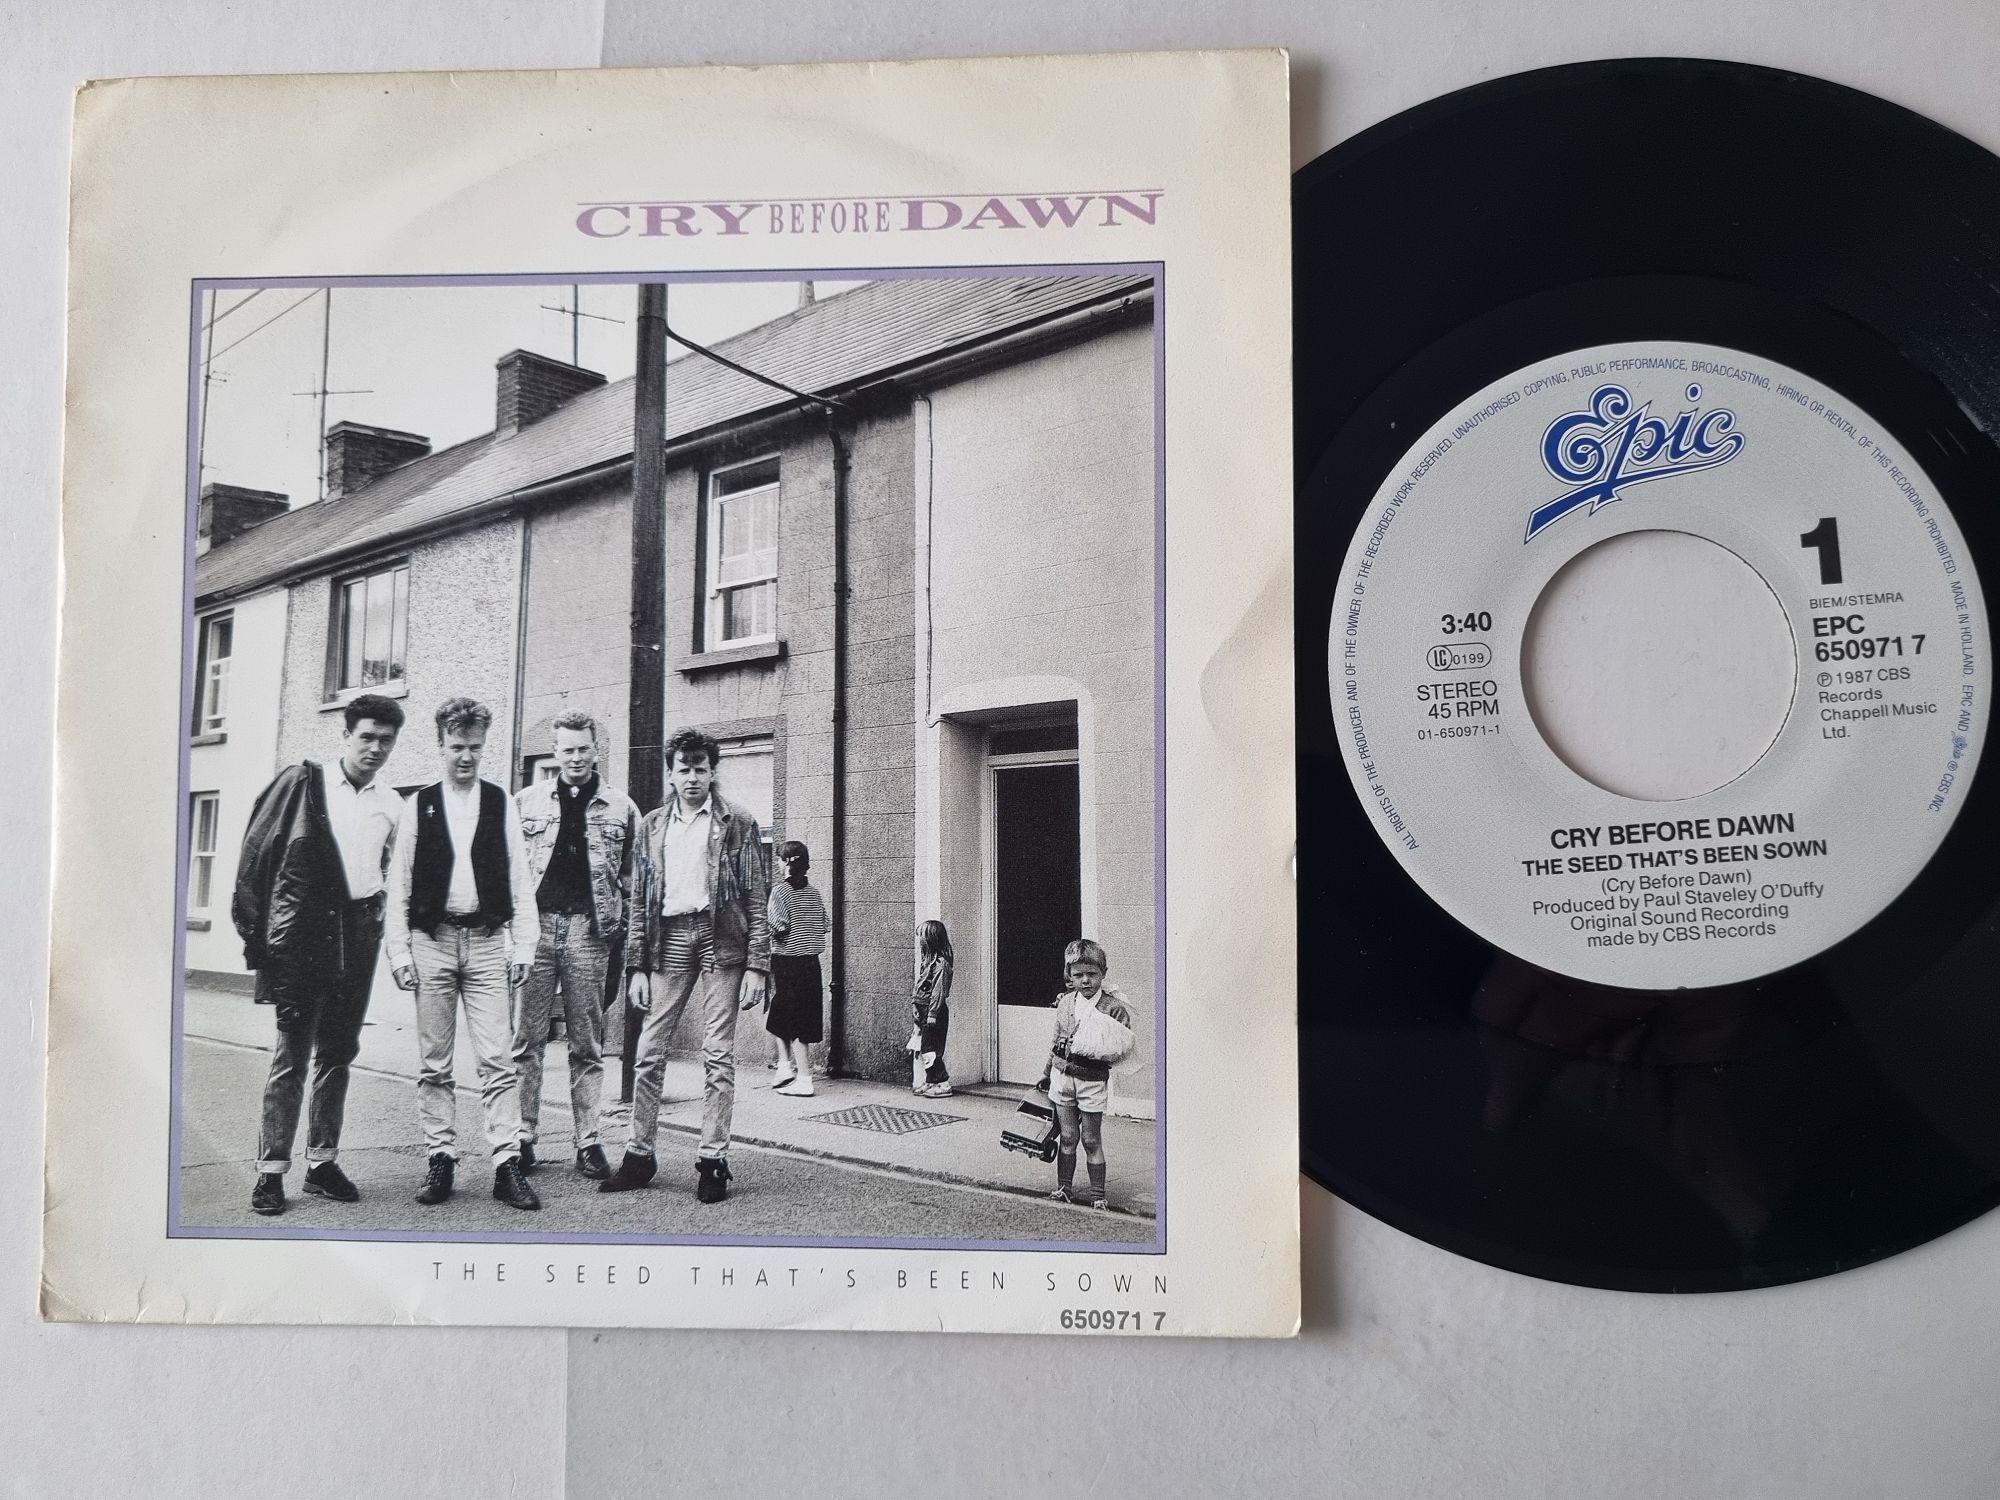 CRY BEFORE DAWN
THE SEED THAT'S BEEN SOWN
650971 7
ALL RIGHTS OF THE PRODUCER AND OF THE OWNER OF THE RECORDED WORK RESERVED. UNAUTHORISED COPYING, PUBLIC PERFORMANCE, BROADCASTING, HIRING OR RENTAL OF THIS RECORDING PROHIBITED. MADE IN HOLLAND. EPIC AND Epic ® CBS INC.
Epic
1
BIEM/STEMRA
EPC
650971 7
℗ 1987 CBS
Records
Chappell Music
Ltd.
3:40
LC 0199
STEREO
45 RPM
01-650971-1
CRY BEFORE DAWN
THE SEED THAT'S BEEN SOWN
(Cry Before Dawn)
Produced by Paul Staveley O'Duffy
Original Sound Recording
made by CBS Records